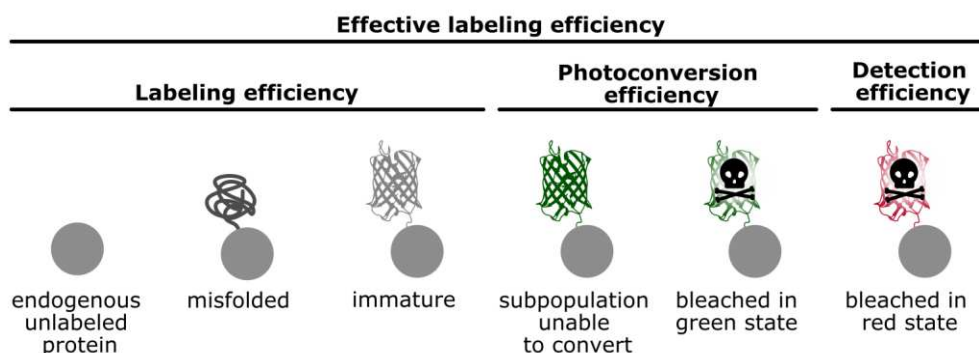 Effective labeling efficiency
Labeling efficiency
Photoconversion
efficiency
Detection
efficiency
endogenous
unlabeled
protein
misfolded
immature
subpopulation
unable
to convert
bleached in
green state
bleached in
red state